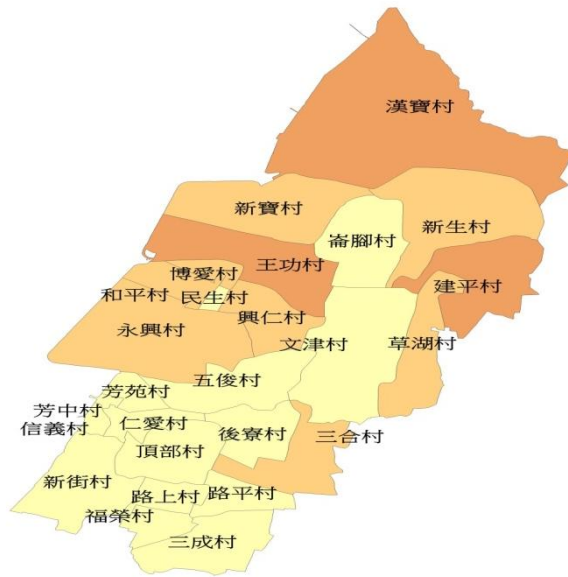 漢寶村
新寶村
新生村
崙腳村
王功村
博愛村
建平村
和平村
民生村
興仁村
永興村
文津村
草湖村
五俊村
芳苑村
芳中村
仁愛村
信義村
後寮村
三合村
頂部村
新街村
路上村
路平村
福榮村
三成村